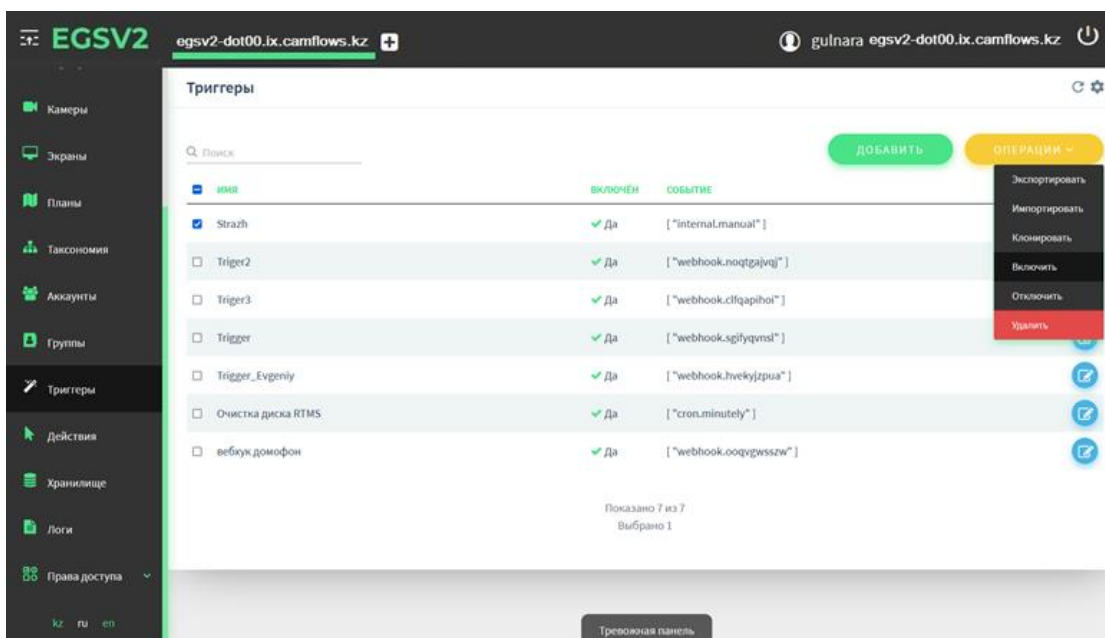 EGSV2
egsv2-dot00.ix.camflows.kz
gulnara egsv2-dot00.ix.camflows.kz
Триггеры
Камеры
Экраны
Планы
Таксономия
Аккаунты
Группы
Триггеры
Действия
Хранилище
Логи
Права доступа
kz ru en
Поиск
ДОБАВИТЬ
ОПЕРАЦИИ
Экспортировать
Импортировать
Клонировать
Включить
Отключить
Удалить
ИМЯ ВКЛЮЧЁН СОБЫТИЕ
Strazh Да [ "internal.manual" ]
Triger2 Да [ "webhook.noqtgajvqj" ]
Triger3 Да [ "webhook.clfqapihoi" ]
Trigger Да [ "webhook.sgifyqvnsl" ]
Trigger_Evgeniy Да [ "webhook.hvekyjzpua" ]
Очистка диска RTMS Да [ "cron.minutely" ]
вебхук домофон Да [ "webhook.ooqvgwsszw" ]
Показано 7 из 7
Выбрано 1
Тревожная панель